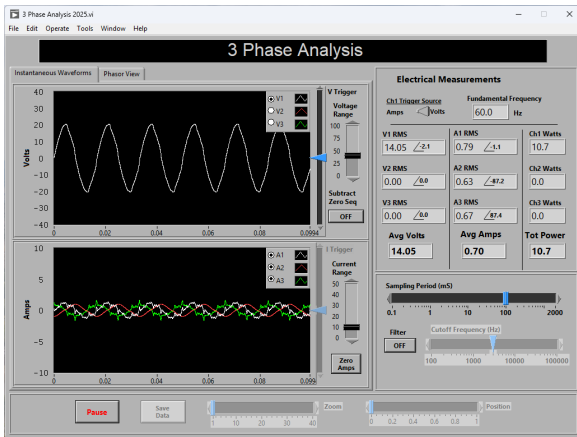 3 Phase Analysis 2025.vi
File Edit Operate Tools Window Help
3 Phase Analysis
Instantaneous Waveforms Phasor View
40
30
20
10
0
−10
−20
−30
−40
Volts
0 0.02 0.04 0.06 0.08 0.0994
V1
V2
V3
V Trigger
Voltage
Range
100
75
50
25
0
Subtract
Zero Seq
OFF
10
5
0
−5
−10
Amps
0 0.02 0.04 0.06 0.08 0.0994
A1
A2
A3
I Trigger
Current
Range
50
40
30
20
10
0
Zero
Amps
Electrical Measurements
Ch1 Trigger Source
Amps Volts
Fundamental Frequency
60.0 Hz
V1 RMS A1 RMS Ch1 Watts
14.05 -2.1 0.79 -1.1 10.7
V2 RMS A2 RMS Ch2 Watts
0.00 0.0 0.63 -87.2 0.0
V3 RMS A3 RMS Ch3 Watts
0.00 0.0 0.67 87.4 0.0
Avg Volts Avg Amps Tot Power
14.05 0.70 10.7
Sampling Period (mS)
0.1 1 10 100 2000
Filter
OFF
Cutoff Frequency (Hz)
100 1000 10000 100000
Pause
Save
Data
Zoom
1 10 20 30 40
Position
0 0.2 0.4 0.6 0.8 1